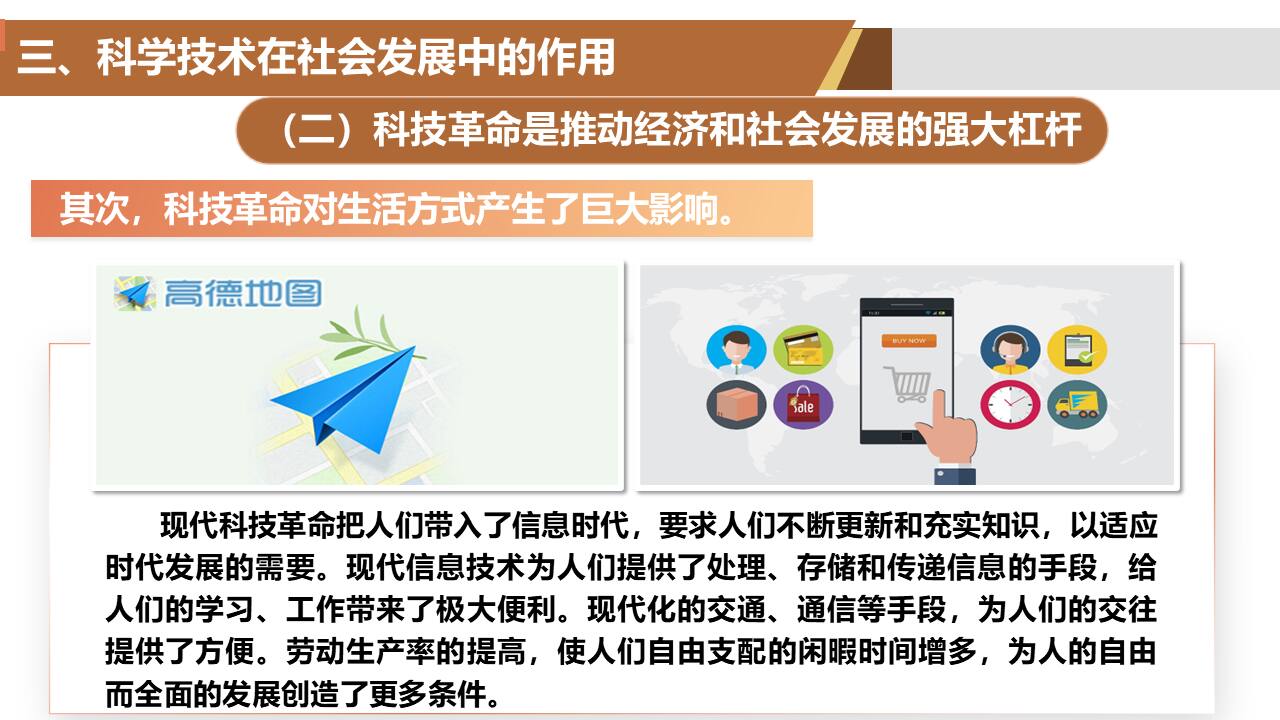 三、科学技术在社会发展中的作用
（二）科技革命是推动经济和社会发展的强大杠杆
其次，科技革命对生活方式产生了巨大影响。
高德地图
BUY NOW
Sale
现代科技革命把人们带入了信息时代，要求人们不断更新和充实知识，以适应
时代发展的需要。现代信息技术为人们提供了处理、存储和传递信息的手段，给
人们的学习、工作带来了极大便利。现代化的交通、通信等手段，为人们的交往
提供了方便。劳动生产率的提高，使人们自由支配的闲暇时间增多，为人的自由
而全面的发展创造了更多条件。